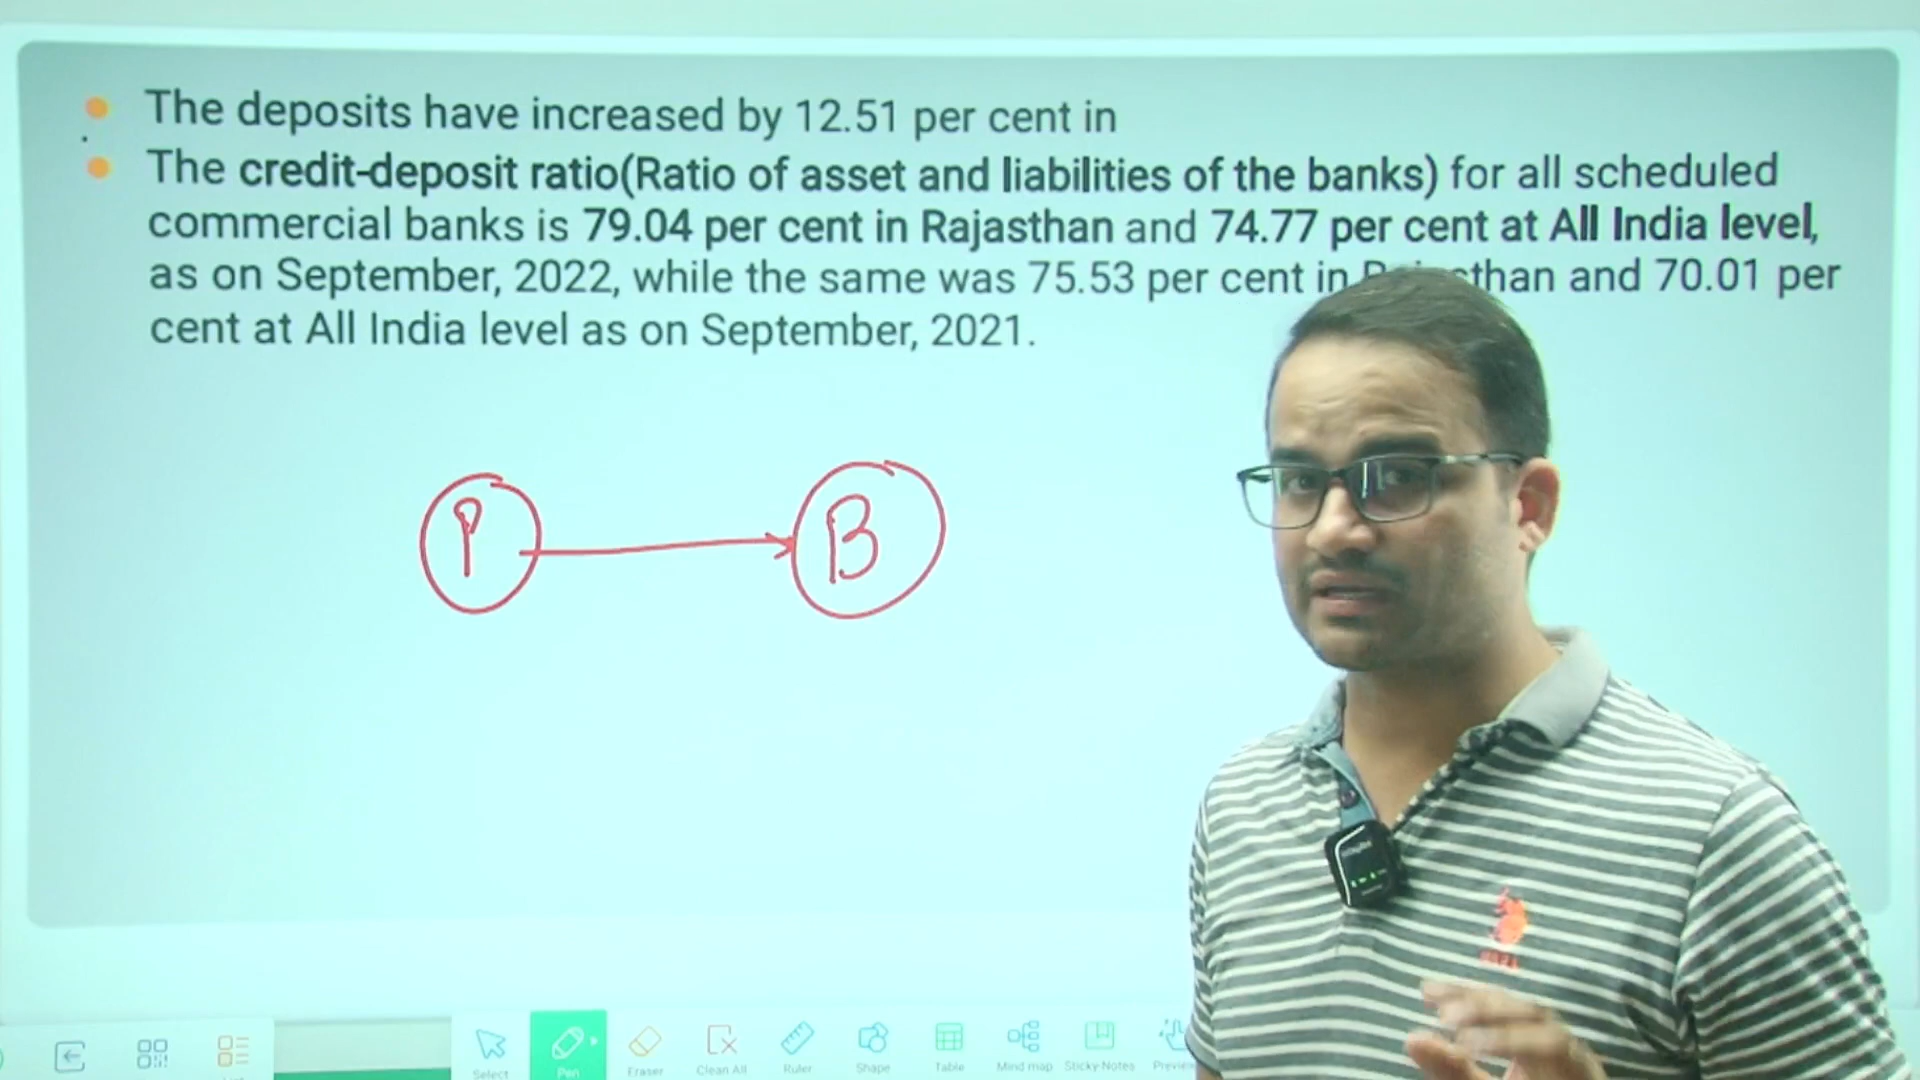 The deposits have increased by 12.51 per cent in
The credit-deposit ratio(Ratio of asset and liabilities of the banks) for all scheduled
commercial banks is 79.04 per cent in Rajasthan and 74.77 per cent at All India level,
as on September, 2022, while the same was 75.53 per cent in and 70.01 per
cent at All India level as on September, 2021.
P B
Select Pen Eraser Clean All Ruler Shape Table Mind map Sticky Notes